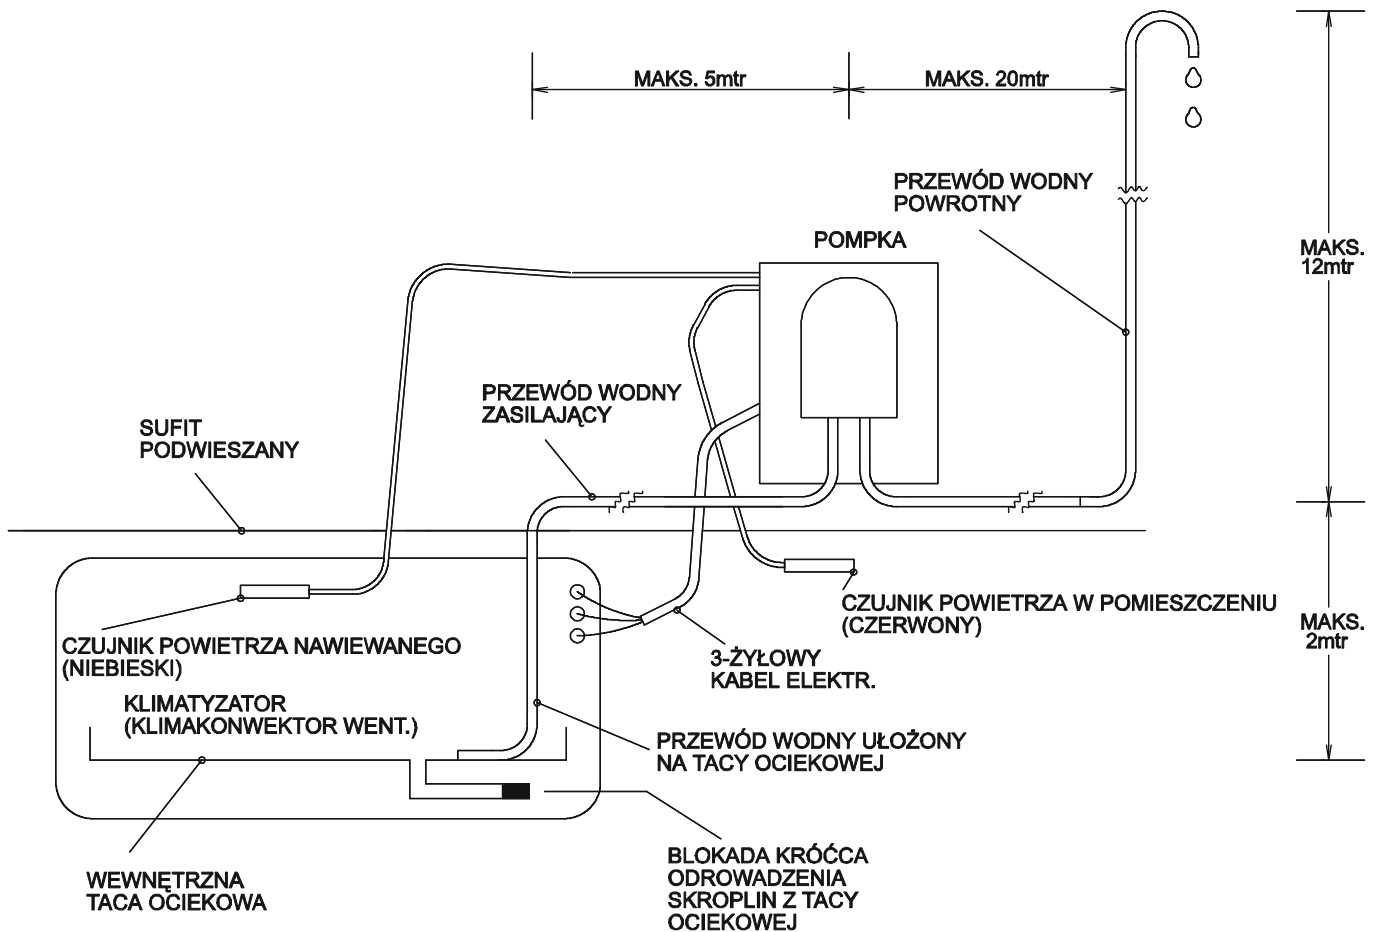 MAKS. 5mtr
MAKS. 20mtr
PRZEWÓD WODNY
POWROTNY
POMPKA
MAKS.
12mtr
PRZEWÓD WODNY
ZASILAJĄCY
SUFIT
PODWIESZANY
CZUJNIK POWIETRZA W POMIESZCZENIU
(CZERWONY)
MAKS.
2mtr
CZUJNIK POWIETRZA NAWIEWANEGO
(NIEBIESKI)
3-ŻYŁOWY
KABEL ELEKTR.
KLIMATYZATOR
(KLIMAKONWEKTOR WENT.)
PRZEWÓD WODNY UŁOŻONY
NA TACY OCIEKOWEJ
BLOKADA KRÓĆCA
ODROWADZENIA
SKROPLIN Z TACY
OCIEKOWEJ
WEWNĘTRZNA
TACA OCIEKOWA